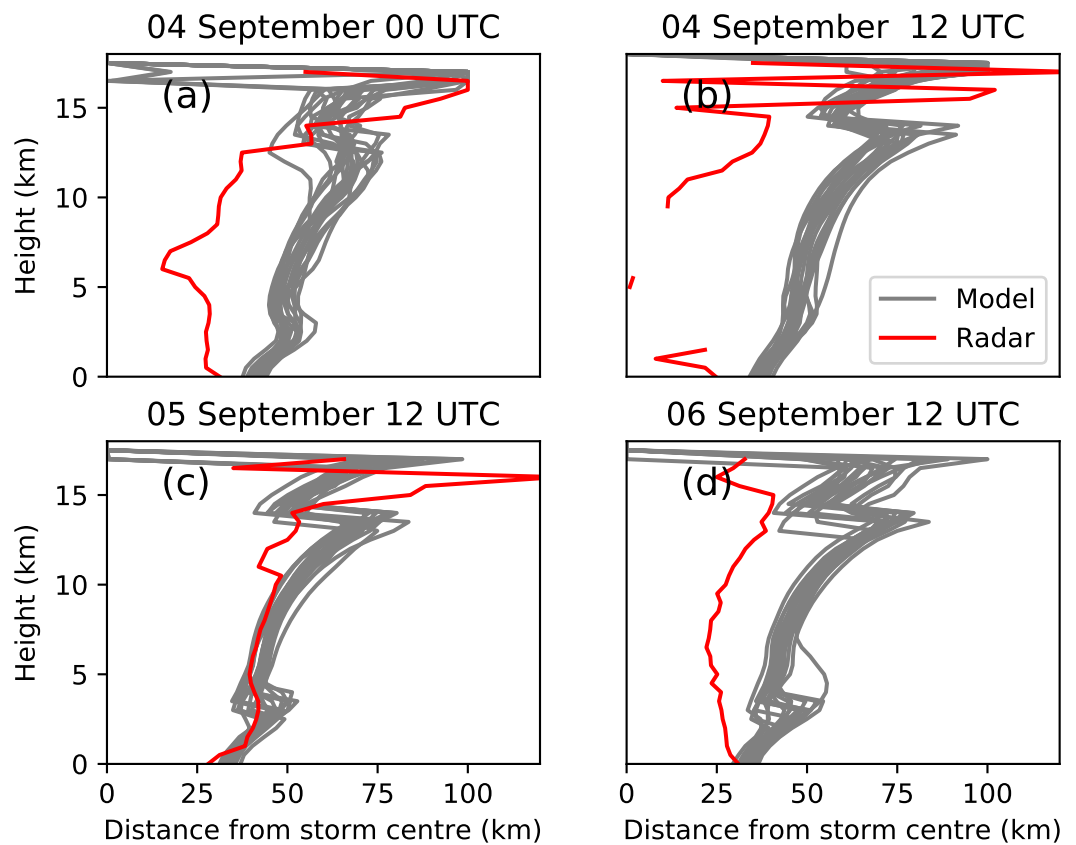 04 September 00 UTC
04 September  12 UTC
(a)
(b)
15
10
5
0
Height (km)
Model
Radar
05 September 12 UTC
06 September 12 UTC
(c)
(d)
15
10
5
0
Height (km)
0 25 50 75 100
0 25 50 75 100
Distance from storm centre (km)
Distance from storm centre (km)